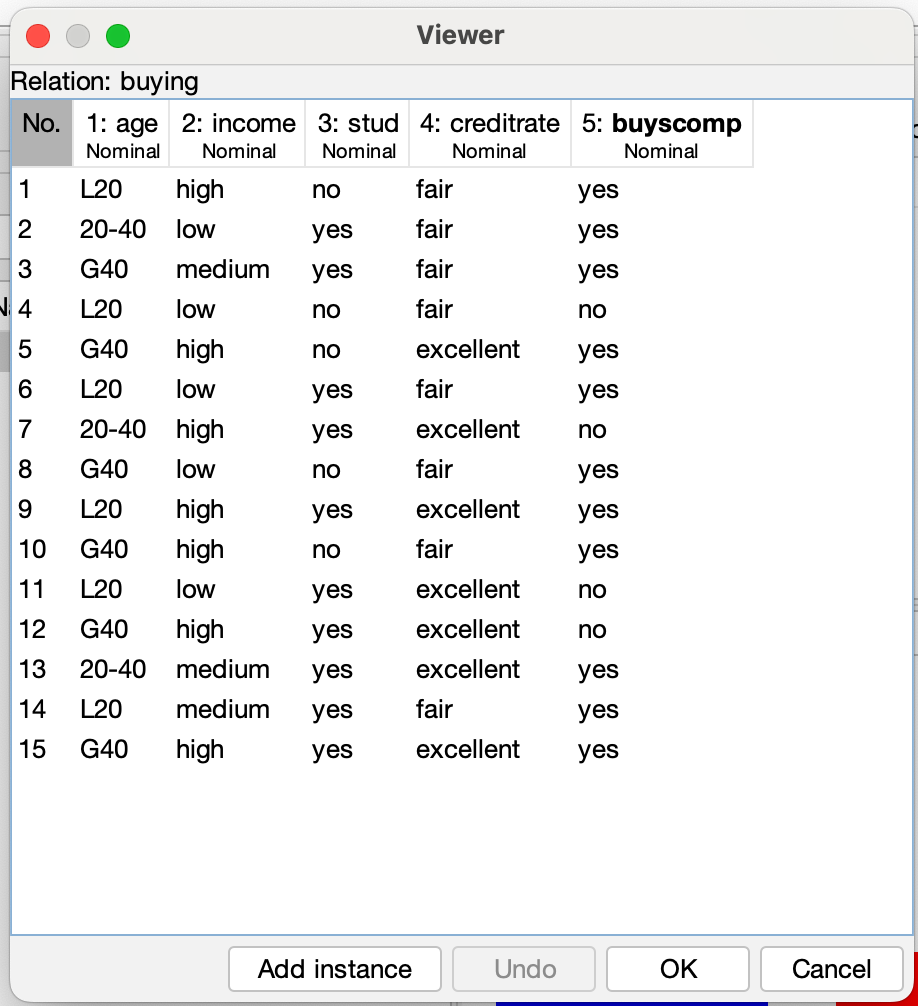 Viewer
Relation: buying
No. 1: age 2: income 3: stud 4: creditrate 5: buyscomp
Nominal Nominal Nominal Nominal Nominal
1 L20 high no fair yes
2 20-40 low yes fair yes
3 G40 medium yes fair yes
4 L20 low no fair no
5 G40 high no excellent yes
6 L20 low yes fair yes
7 20-40 high yes excellent no
8 G40 low no fair yes
9 L20 high yes excellent yes
10 G40 high no fair yes
11 L20 low yes excellent no
12 G40 high yes excellent no
13 20-40 medium yes excellent yes
14 L20 medium yes fair yes
15 G40 high yes excellent yes
Add instance Undo OK Cancel